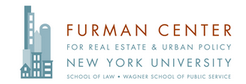 FURMAN CENTER
FOR REAL ESTATE & URBAN POLICY
NEW YORK UNIVERSITY
SCHOOL OF LAW • WAGNER SCHOOL OF PUBLIC SERVICE